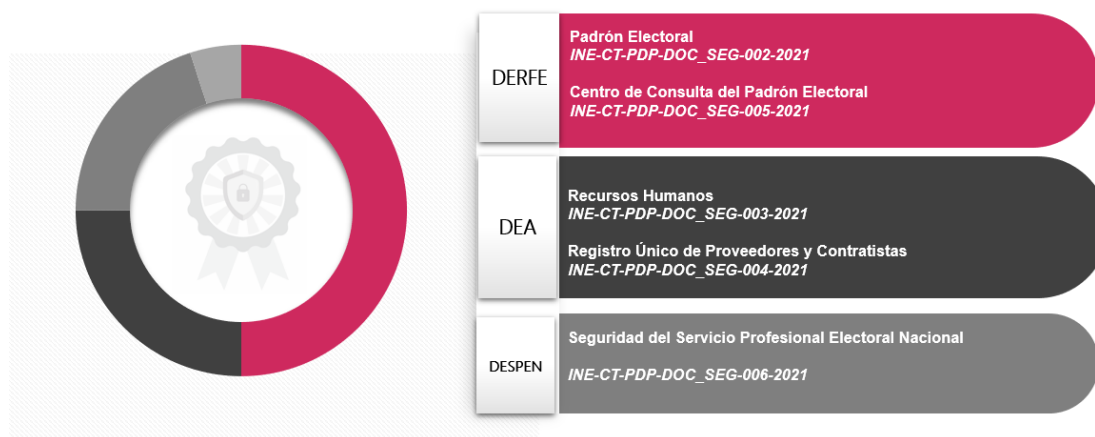 DERFE
Padrón Electoral
INE-CT-PDP-DOC_SEG-002-2021
Centro de Consulta del Padrón Electoral
INE-CT-PDP-DOC_SEG-005-2021
DEA
Recursos Humanos
INE-CT-PDP-DOC_SEG-003-2021
Registro Único de Proveedores y Contratistas
INE-CT-PDP-DOC_SEG-004-2021
DESPEN
Seguridad del Servicio Profesional Electoral Nacional
INE-CT-PDP-DOC_SEG-006-2021